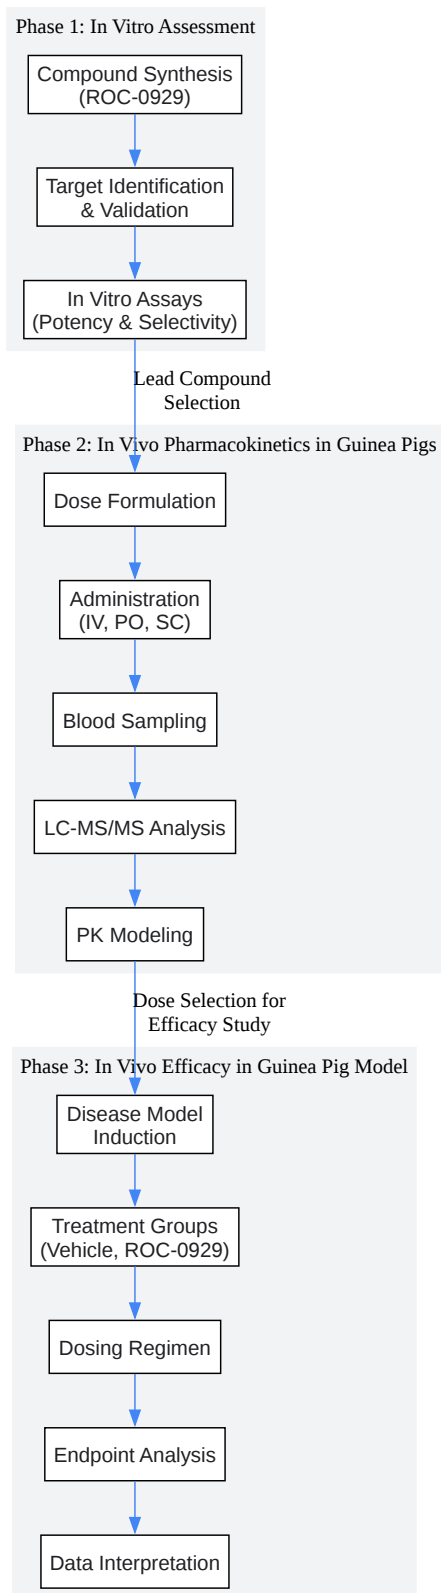 Phase 1: In Vitro Assessment
Compound Synthesis
(ROC-0929)
Target Identification
& Validation
In Vitro Assays
(Potency & Selectivity)
Lead Compound
Selection
Phase 2: In Vivo Pharmacokinetics in Guinea Pigs
Dose Formulation
Administration
(IV, PO, SC)
Blood Sampling
LC-MS/MS Analysis
PK Modeling
Dose Selection for
Efficacy Study
Phase 3: In Vivo Efficacy in Guinea Pig Model
Disease Model
Induction
Treatment Groups
(Vehicle, ROC-0929)
Dosing Regimen
Endpoint Analysis
Data Interpretation